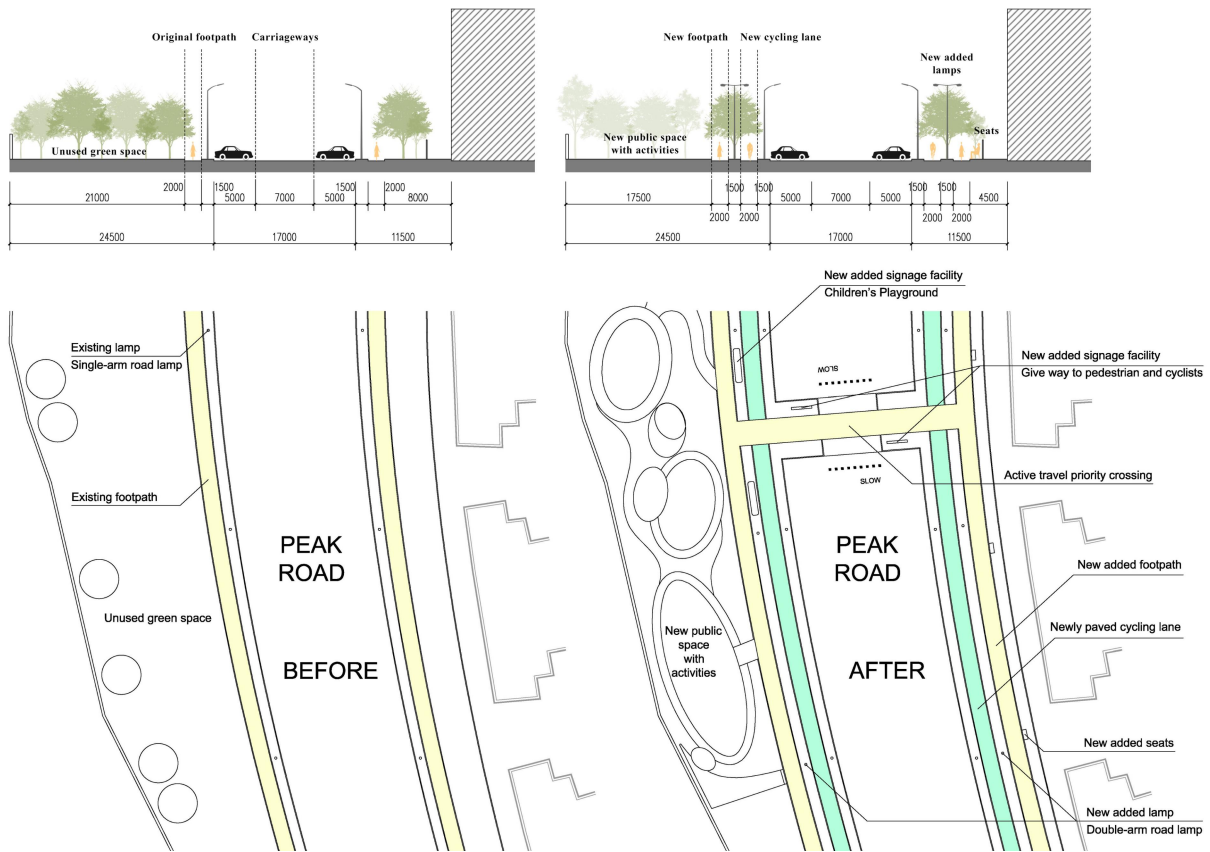 Original footpath
Carriageways
Unused green space
2000
1500
1500
2000
21000
5000
7000
5000
8000
24500
17000
11500
New footpath
New cycling lane
New added
lamps
Seats
New public space
with activities
1500
1500
1500
1500
17500
5000
7000
5000
4500
2000
2000
2000
2000
24500
17000
11500
Existing lamp
Single-arm road lamp
Existing footpath
PEAK
ROAD
Unused green space
BEFORE
New added signage facility
Children's Playground
SLOW
New added signage facility
Give way to pedestrian and cyclists
Active travel priority crossing
SLOW
PEAK
ROAD
New added footpath
Newly paved cycling lane
New public
space
with
activities
AFTER
New added seats
New added lamp
Double-arm road lamp